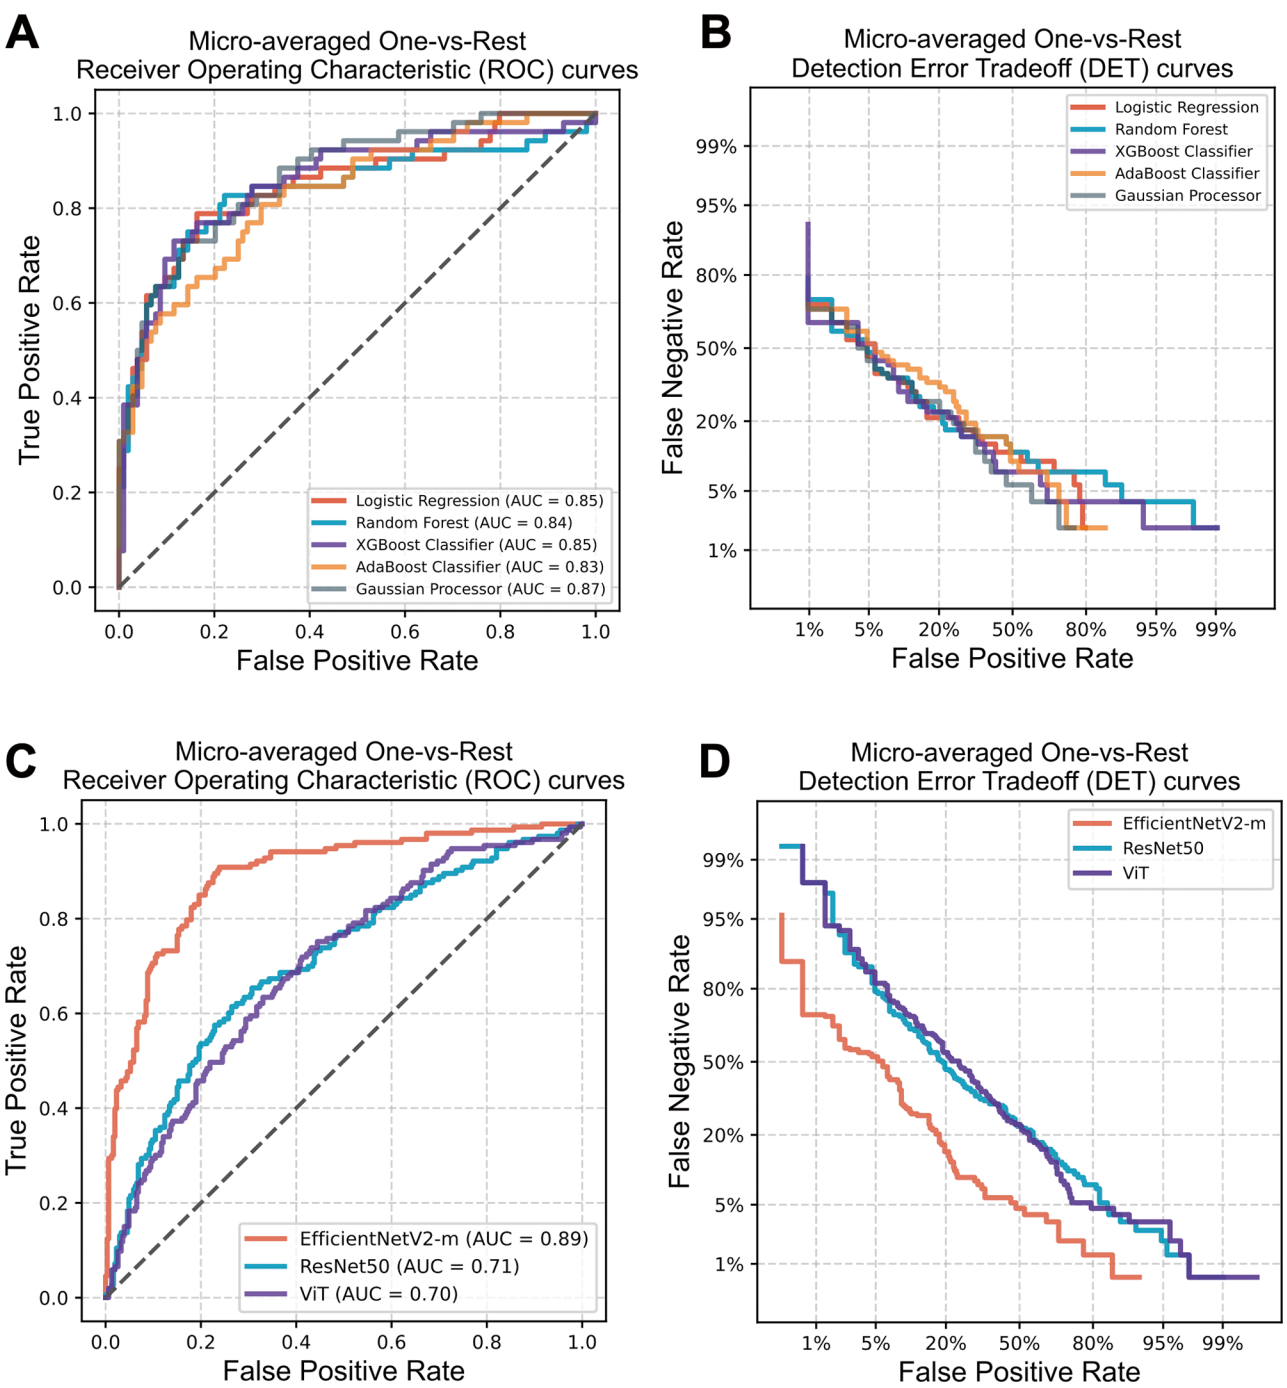 A
Micro-averaged One-vs-Rest
Receiver Operating Characteristic (ROC) curves
True Positive Rate
1.0
0.8
0.6
0.4
0.2
0.0
Logistic Regression (AUC = 0.85)
Random Forest (AUC = 0.84)
XGBoost Classifier (AUC = 0.85)
AdaBoost Classifier (AUC = 0.83)
Gaussian Processor (AUC = 0.87)
0.0 0.2 0.4 0.6 0.8 1.0
False Positive Rate
B
Micro-averaged One-vs-Rest
Detection Error Tradeoff (DET) curves
False Negative Rate
Logistic Regression
Random Forest
XGBoost Classifier
AdaBoost Classifier
Gaussian Processor
99%
95%
80%
50%
20%
5%
1%
1% 5% 20% 50% 80% 95% 99%
False Positive Rate
C
Micro-averaged One-vs-Rest
Receiver Operating Characteristic (ROC) curves
True Positive Rate
1.0
0.8
0.6
0.4
0.2
0.0
EfficientNetV2-m (AUC = 0.89)
ResNet50 (AUC = 0.71)
ViT (AUC = 0.70)
0.0 0.2 0.4 0.6 0.8 1.0
False Positive Rate
D
Micro-averaged One-vs-Rest
Detection Error Tradeoff (DET) curves
False Negative Rate
EfficientNetV2-m
ResNet50
ViT
99%
95%
80%
50%
20%
5%
1%
1% 5% 20% 50% 80% 95% 99%
False Positive Rate